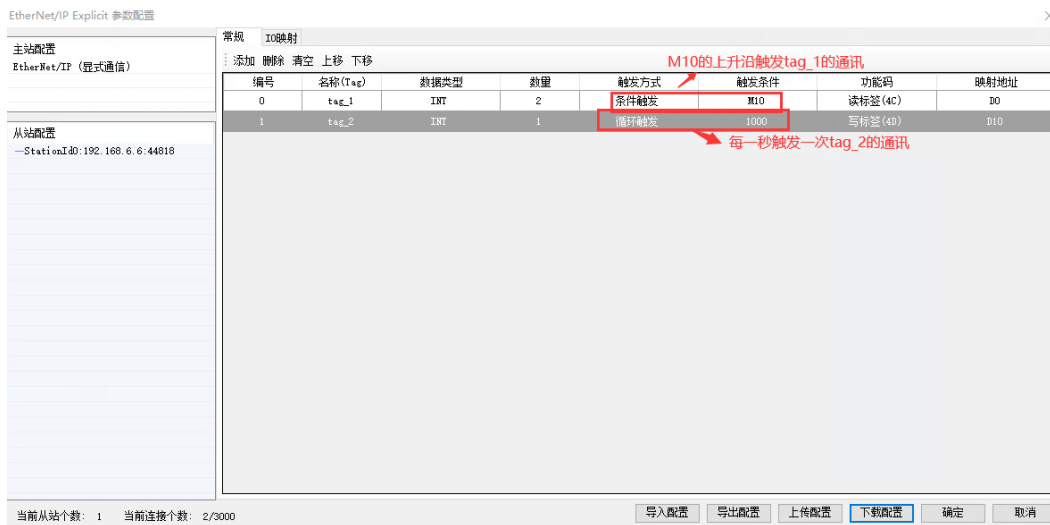 EtherNet/IP Explicit 参数配置
主站配置
EtherNet/IP (显式通信)
从站配置
StationId0:192.168.6.6:44818
常规 IO映射
添加 删除 清空 上移 下移
M10的上升沿触发tag_1的通讯
编号 名称(Tag) 数据类型 数量 触发方式 触发条件 功能码 映射地址
0 tag_1 INT 2 条件触发 M10 读标签(4C) D0
1 tag_2 INT 1 循环触发 1000 写标签(4D) D10
每一秒触发一次tag_2的通讯
当前从站个数: 1 当前连接个数: 2/3000
导入配置 导出配置 上传配置 下载配置 确定 取消